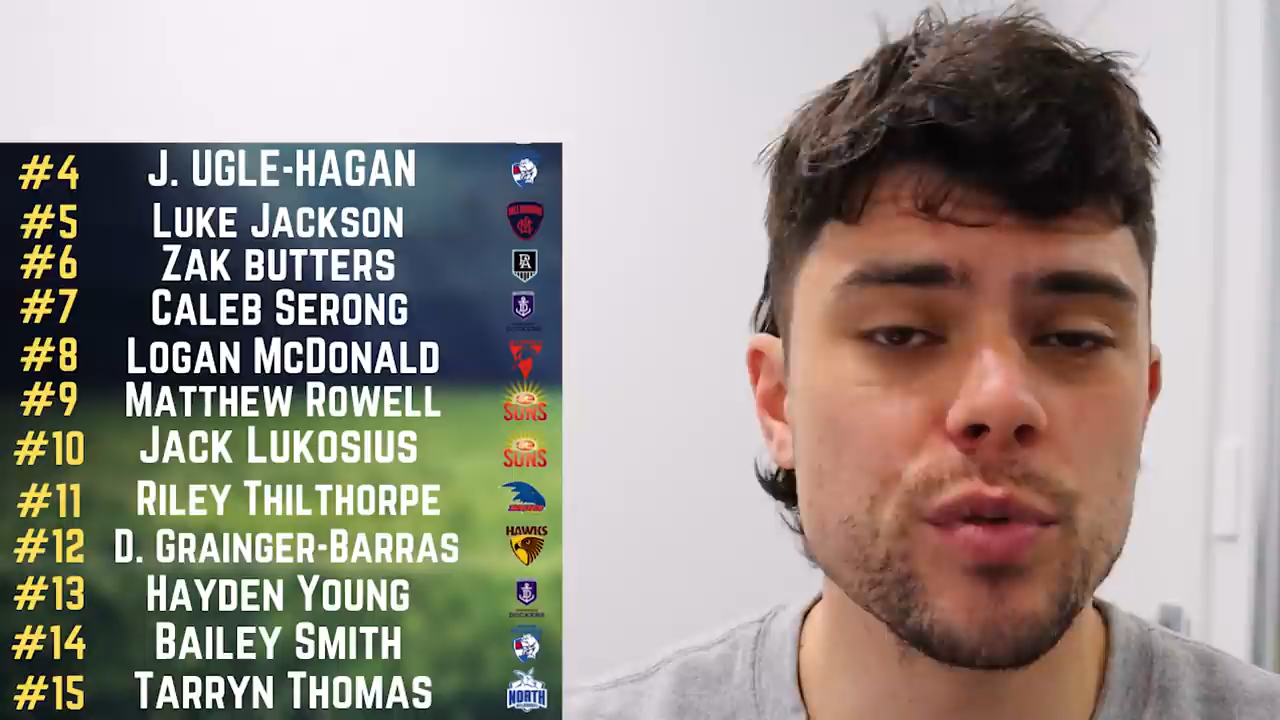 #4 J. UGLE-HAGAN
#5 LUKE JACKSON
#6 ZAK BUTTERS
#7 CALEB SERONG
#8 LOGAN MCDONALD
#9 MATTHEW ROWELL SUNS
#10 JACK LUKOSIUS SUNS
#11 RILEY THILTHORPE
#12 D. GRAINGER-BARRAS HAWKS
#13 HAYDEN YOUNG
#14 BAILEY SMITH
#15 TARRYN THOMAS NORTH